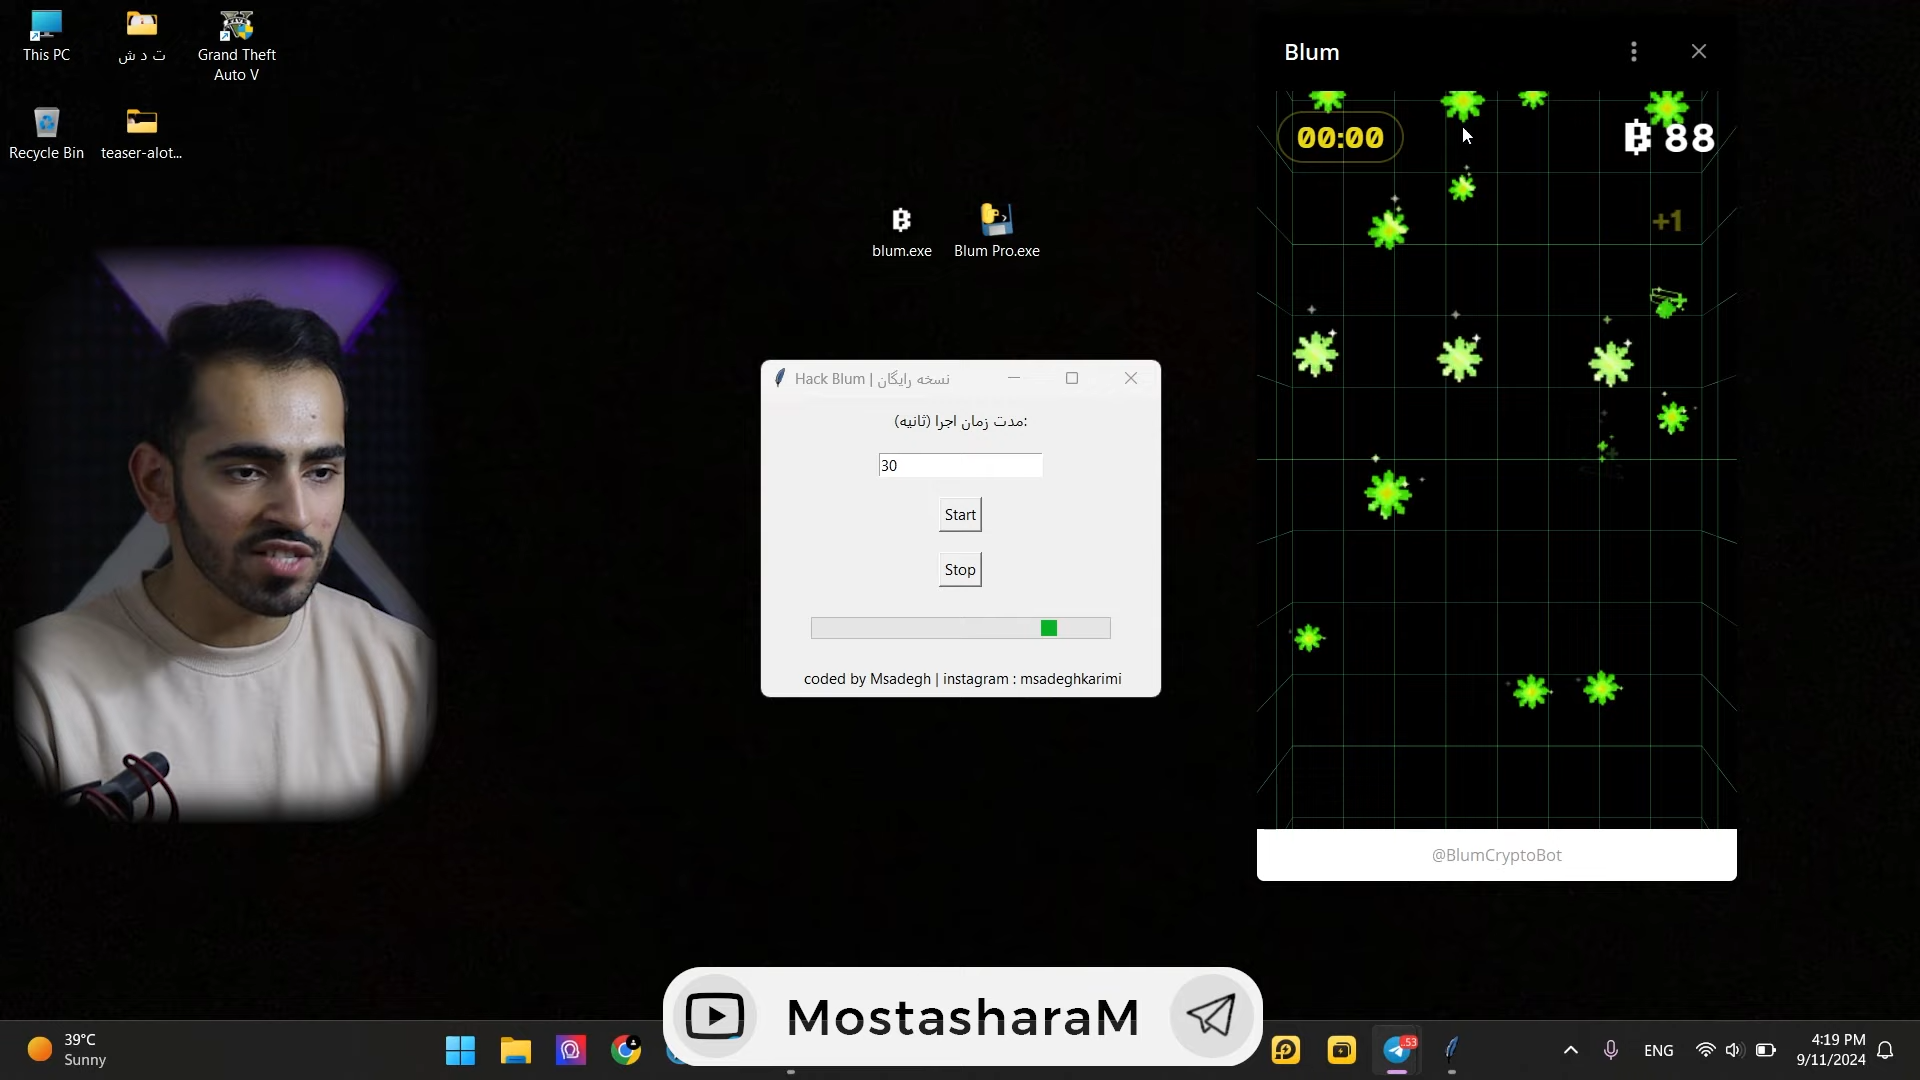 This PC
ت د ش
Grand Theft
Auto V
Recycle Bin
teaser-alot...
blum.exe
Blum Pro.exe
Hack Blum | نسخه رایگان
مدت زمان اجرا (ثانیه):
30
Start
Stop
coded by Msadegh | instagram : msadeghkarimi
Blum
00:00
88
+1
@BlumCryptoBot
MostasharaM
39°C
Sunny
..53
ENG
4:19 PM
9/11/2024